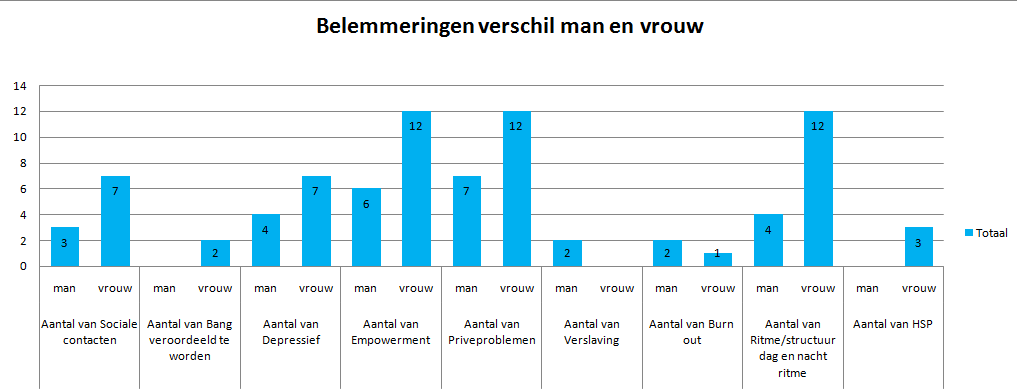 Belemmeringen verschil man en vrouw
14
12
10
8
6
4
2
0
3
7
2
4
7
6
12
7
12
2
2
1
4
12
3
Totaal
man vrouw man vrouw man vrouw man vrouw man vrouw man vrouw man vrouw man vrouw man vrouw
Aantal van Sociale
contacten
Aantal van Bang
veroordeeld te
worden
Aantal van
Depressief
Aantal van
Empowerment
Aantal van
Priveproblemen
Aantal van
Verslaving
Aantal van Burn
out
Aantal van
Ritme/structuur
dag en nacht
ritme
Aantal van HSP